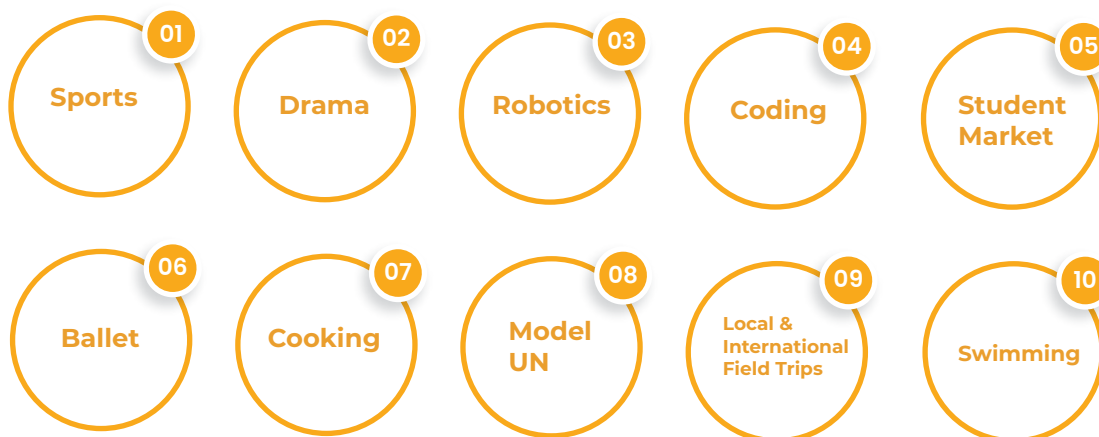 01
Sports
02
Drama
03
Robotics
04
Coding
05
Student
Market
06
Ballet
07
Cooking
08
Model
UN
09
Local &
International
Field Trips
10
Swimming